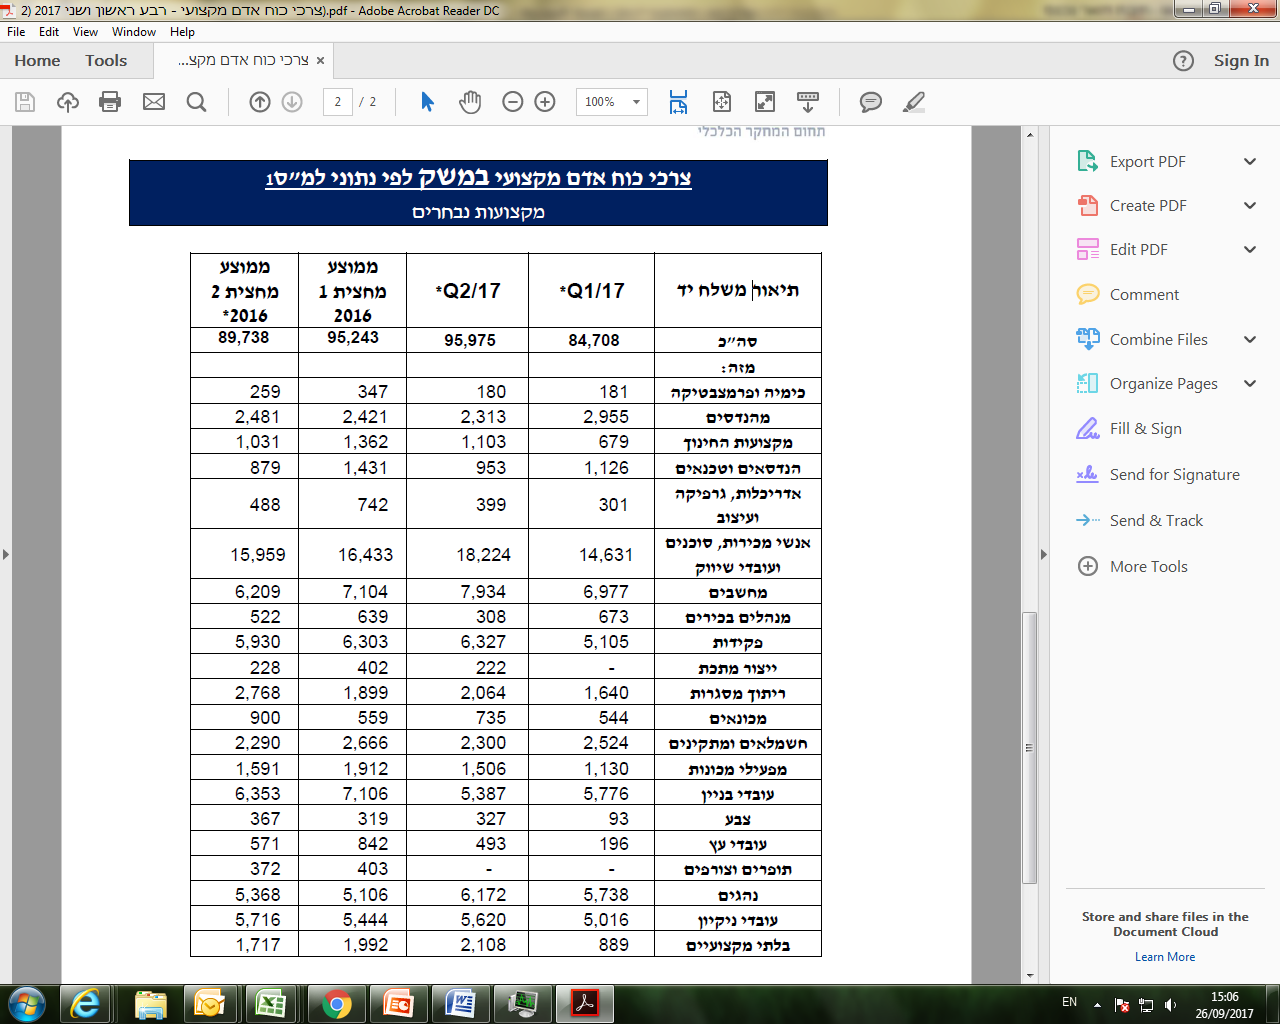 2) 2017 צרכי כוח אדם מקצועי - רבע ראשון ושני).pdf - Adobe Acrobat Reader DC
File Edit View Window Help
Home Tools צרכי כוח אדם מקצ... × Sign In
2 / 2 100%
תחום המחקר הכלכלי
צרכי כוח אדם מקצועי במשק לפי נתוני למ"ס1
מקצועות נבחרים
תיאור משלח יד *Q1/17 *Q2/17 ממוצע מחצית 1 2016 ממוצע מחצית 2 2016*
סה"כ 84,708 95,975 95,243 89,738
מזה:
כימיה ופרמצבטיקה 181 180 347 259
מהנדסים 2,955 2,313 2,421 2,481
מקצועות החינוך 679 1,103 1,362 1,031
הנדסאים וטכנאים 1,126 953 1,431 879
אדריכלות, גרפיקה ועיצוב 301 399 742 488
אנשי מכירות, סוכנים ועובדי שיווק 14,631 18,224 16,433 15,959
מחשבים 6,977 7,934 7,104 6,209
מנהלים בכירים 673 308 639 522
פקידות 5,105 6,327 6,303 5,930
ייצור מתכת - 222 402 228
ריתוך מסגרות 1,640 2,064 1,899 2,768
מכונאים 544 735 559 900
חשמלאים ומתקינים 2,524 2,300 2,666 2,290
מפעילי מכונות 1,130 1,506 1,912 1,591
עובדי בניין 5,776 5,387 7,106 6,353
צבע 93 327 319 367
עובדי עץ 196 493 842 571
תופרים וצורפים - - 403 372
נהגים 5,738 6,172 5,106 5,368
עובדי ניקיון 5,016 5,620 5,444 5,716
בלתי מקצועיים 889 2,108 1,992 1,717
Export PDF
Create PDF
Edit PDF
Comment
Combine Files
Organize Pages
Fill & Sign
Send for Signature
Send & Track
More Tools
Store and share files in the
Document Cloud
Learn More
EN 15:06
26/09/2017